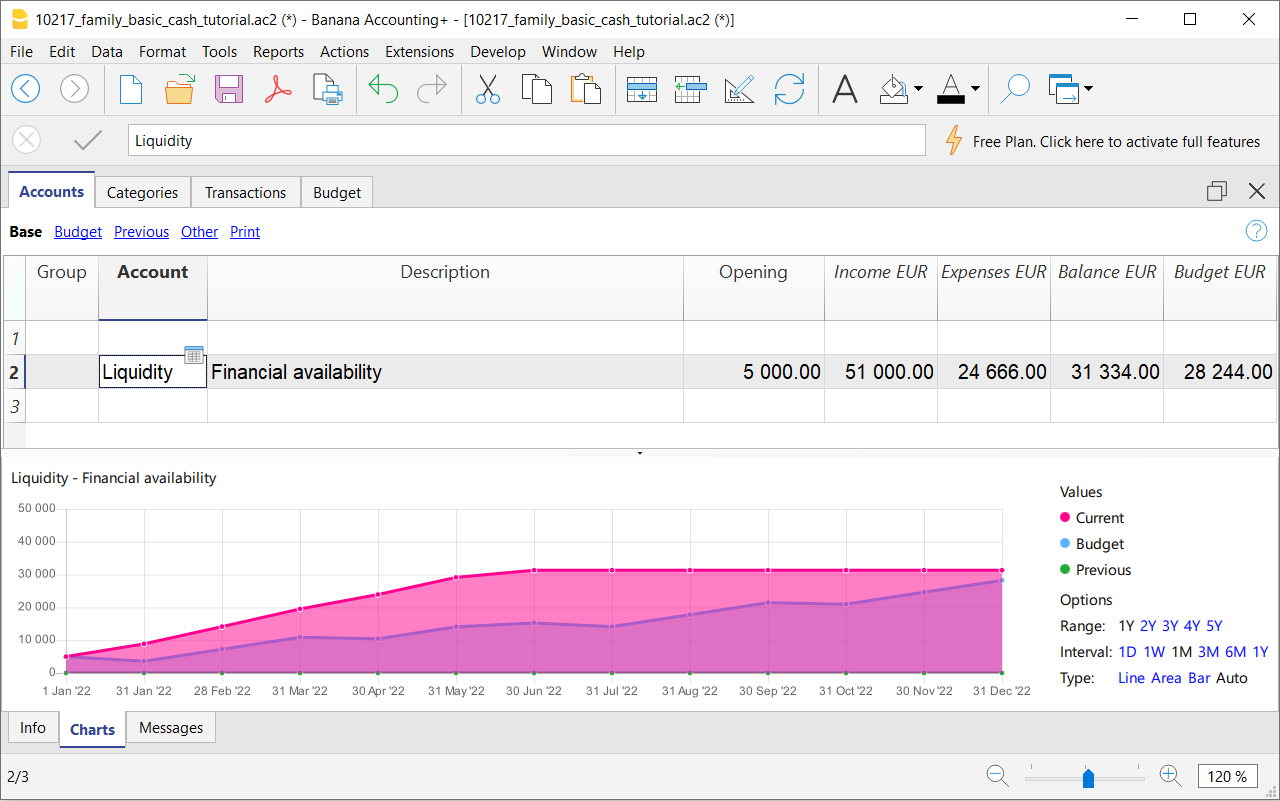 10217_family_basic_cash_tutorial.ac2 (*) - Banana Accounting+ - [10217_family_basic_cash_tutorial.ac2 (*)]
File Edit Data Format Tools Reports Actions Extensions Develop Window Help
Liquidity
Free Plan. Click here to activate full features
Accounts Categories Transactions Budget
Base Budget Previous Other Print
Group Account Description Opening Income EUR Expenses EUR Balance EUR Budget EUR
1
2 Liquidity Financial availability 5 000.00 51 000.00 24 666.00 31 334.00 28 244.00
3
Liquidity - Financial availability
50 000
40 000
30 000
20 000
10 000
0
1 Jan '22 31 Jan '22 28 Feb '22 31 Mar '22 30 Apr '22 31 May '22 30 Jun '22 31 Jul '22 31 Aug '22 30 Sep '22 31 Oct '22 30 Nov '22 31 Dec '22
Values
Current
Budget
Previous
Options
Range: 1Y 2Y 3Y 4Y 5Y
Interval: 1D 1W 1M 3M 6M 1Y
Type: Line Area Bar Auto
Info Charts Messages
2/3
120 %